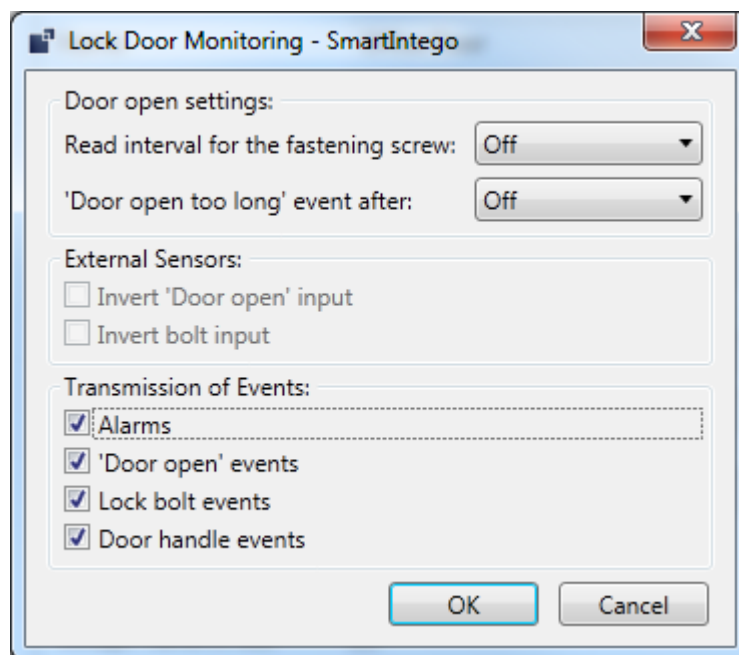 Lock Door Monitoring - SmartIntego
Door open settings:
Read interval for the fastening screw: Off
'Door open too long' event after: Off
External Sensors:
Invert 'Door open' input
Invert bolt input
Transmission of Events:
Alarms
'Door open' events
Lock bolt events
Door handle events
OK Cancel